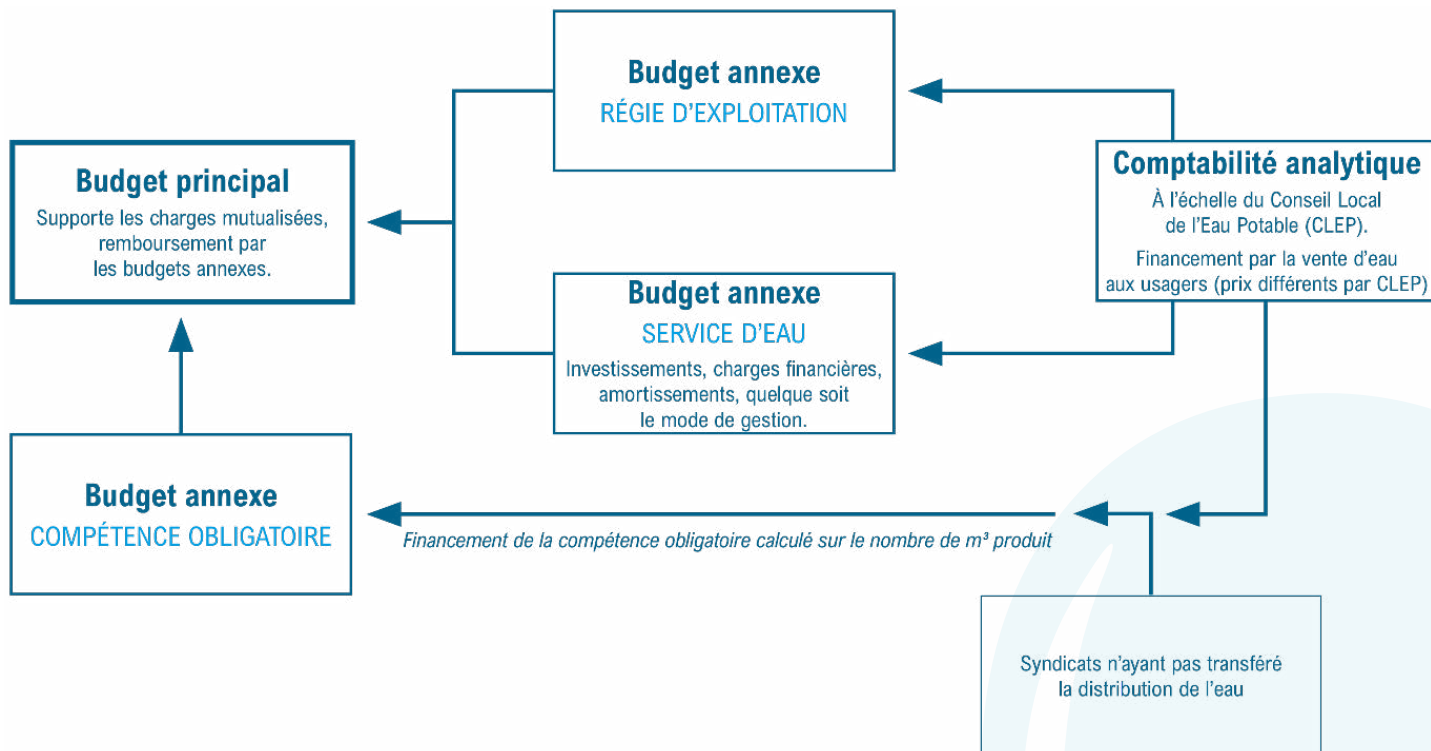 Budget annexe
RÉGIE D'EXPLOITATION
Budget principal
Supporte les charges mutualisées,
remboursement par
les budgets annexes.
Comptabilité analytique
À l'échelle du Conseil Local
de l'Eau Potable (CLEP).
Financement par la vente d'eau
aux usagers (prix différents par CLEP)
Budget annexe
SERVICE D'EAU
Investissements, charges financières,
amortissements, quelque soit
le mode de gestion.
Budget annexe
COMPÉTENCE OBLIGATOIRE
Financement de la compétence obligatoire calculé sur le nombre de m³ produit
Syndicats n'ayant pas transféré
la distribution de l'eau